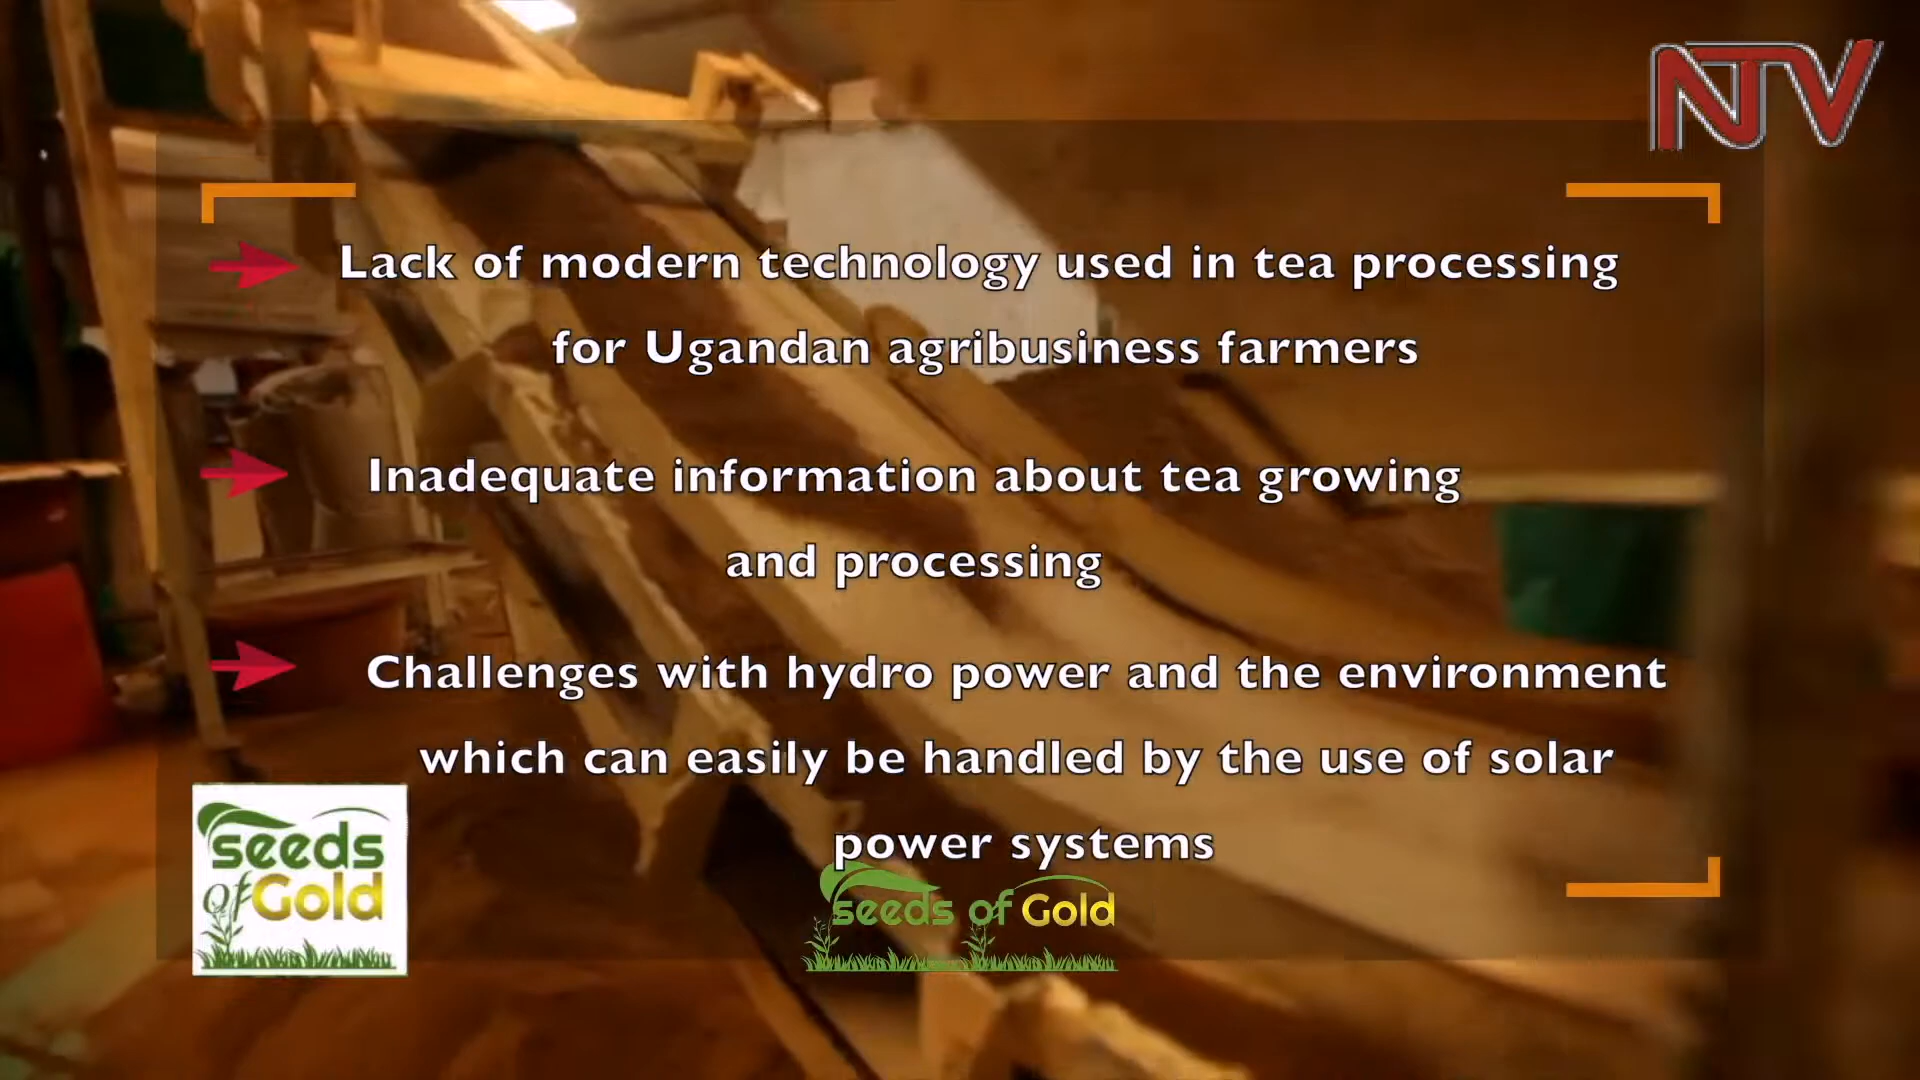 NTV
Lack of modern technology used in tea processing
for Ugandan agribusiness farmers
Inadequate information about tea growing
and processing
Challenges with hydro power and the environment
which can easily be handled by the use of solar
power systems
seeds
of Gold
seeds of Gold